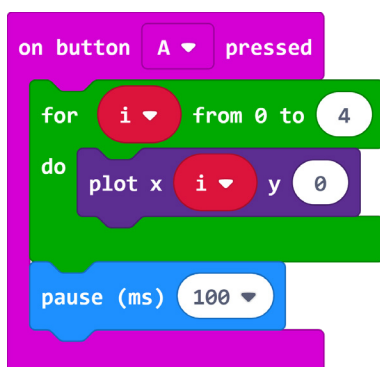 on button A pressed
for i from 0 to 4
do
plot x i y 0
pause (ms) 100